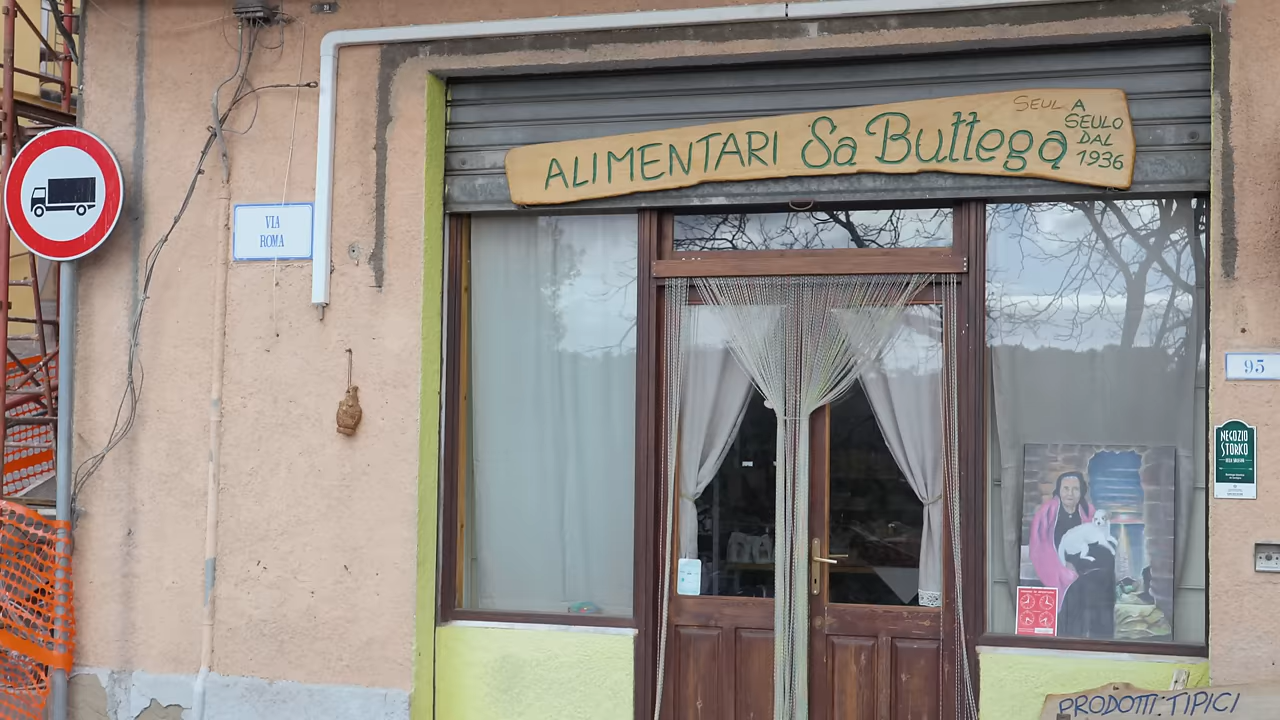 VIA
ROMA
ALIMENTARI Sa Buttega
SEUL A
SEULO
DAL
1936
95
NEGOZIO
STORICO
PRODOTTI TIPICI